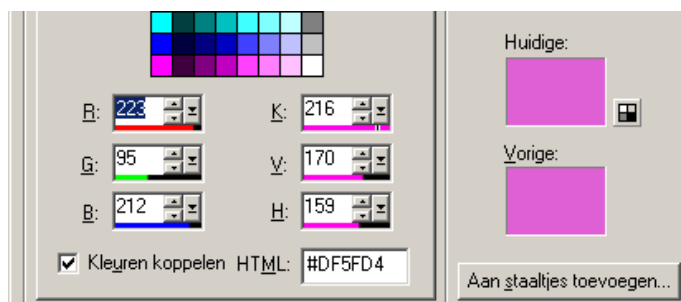 Huidige:
R: 223 K: 216
G: 95 V: 170
Vorige:
B: 212 H: 159
Kleuren koppelen HTML: #DF5FD4
Aan staaltjes toevoegen...